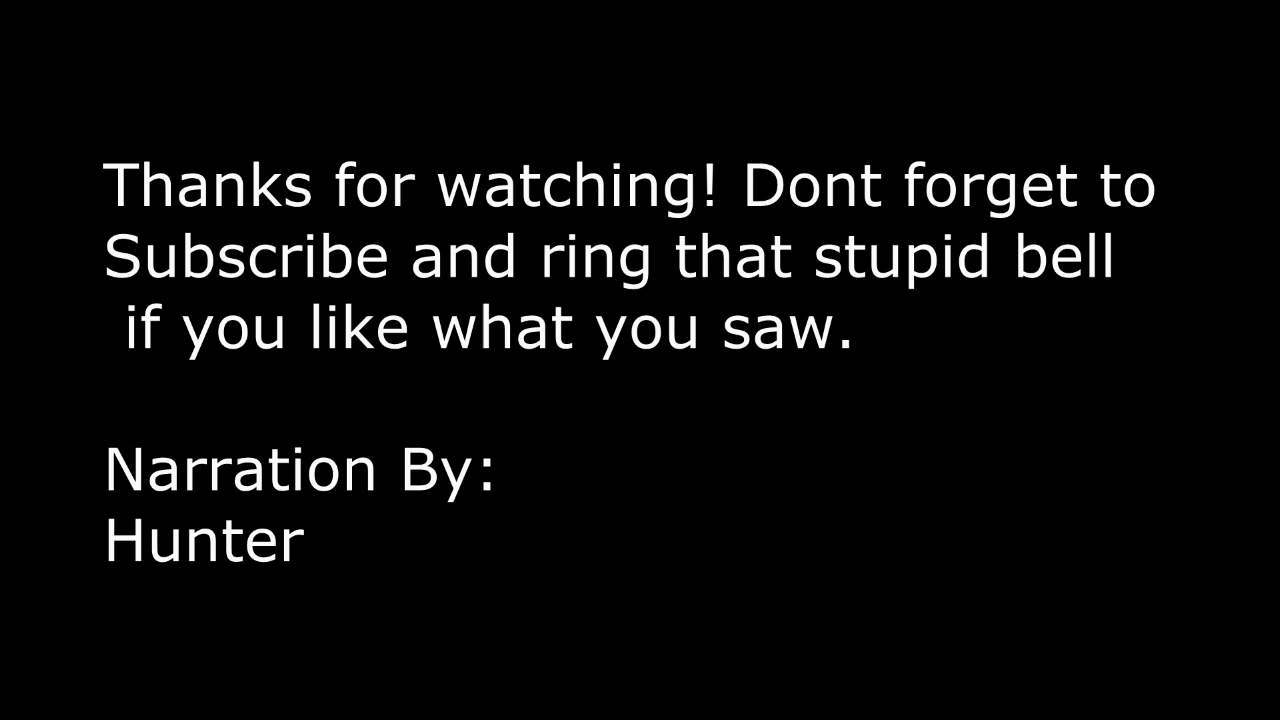 Thanks for watching! Dont forget to
Subscribe and ring that stupid bell
if you like what you saw.
Narration By:
Hunter